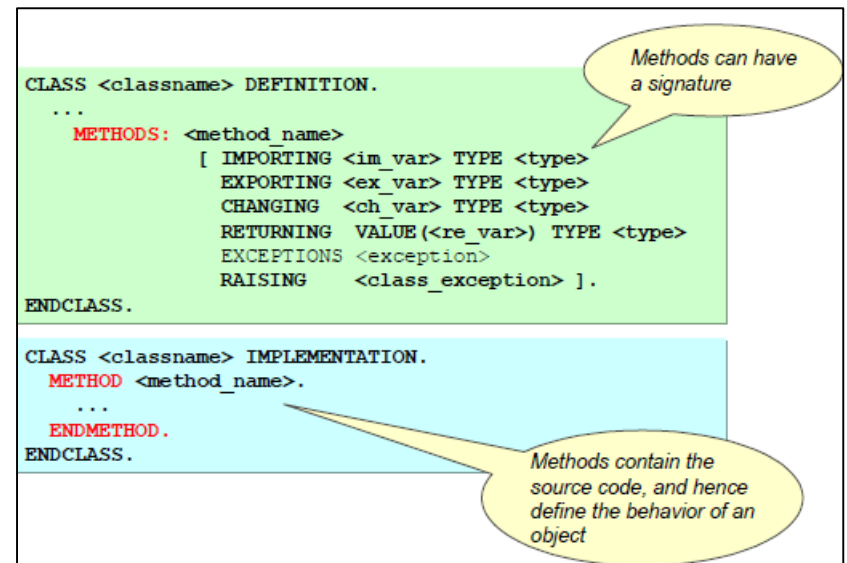 Methods can have
a signature
CLASS <classname> DEFINITION.
...
METHODS: <method_name>
[ IMPORTING <im_var> TYPE <type>
EXPORTING <ex_var> TYPE <type>
CHANGING <ch_var> TYPE <type>
RETURNING VALUE(<re_var>) TYPE <type>
EXCEPTIONS <exception>
RAISING <class_exception> ].
ENDCLASS.
CLASS <classname> IMPLEMENTATION.
METHOD <method_name>.
...
ENDMETHOD.
ENDCLASS.
Methods contain the
source code, and hence
define the behavior of an
object